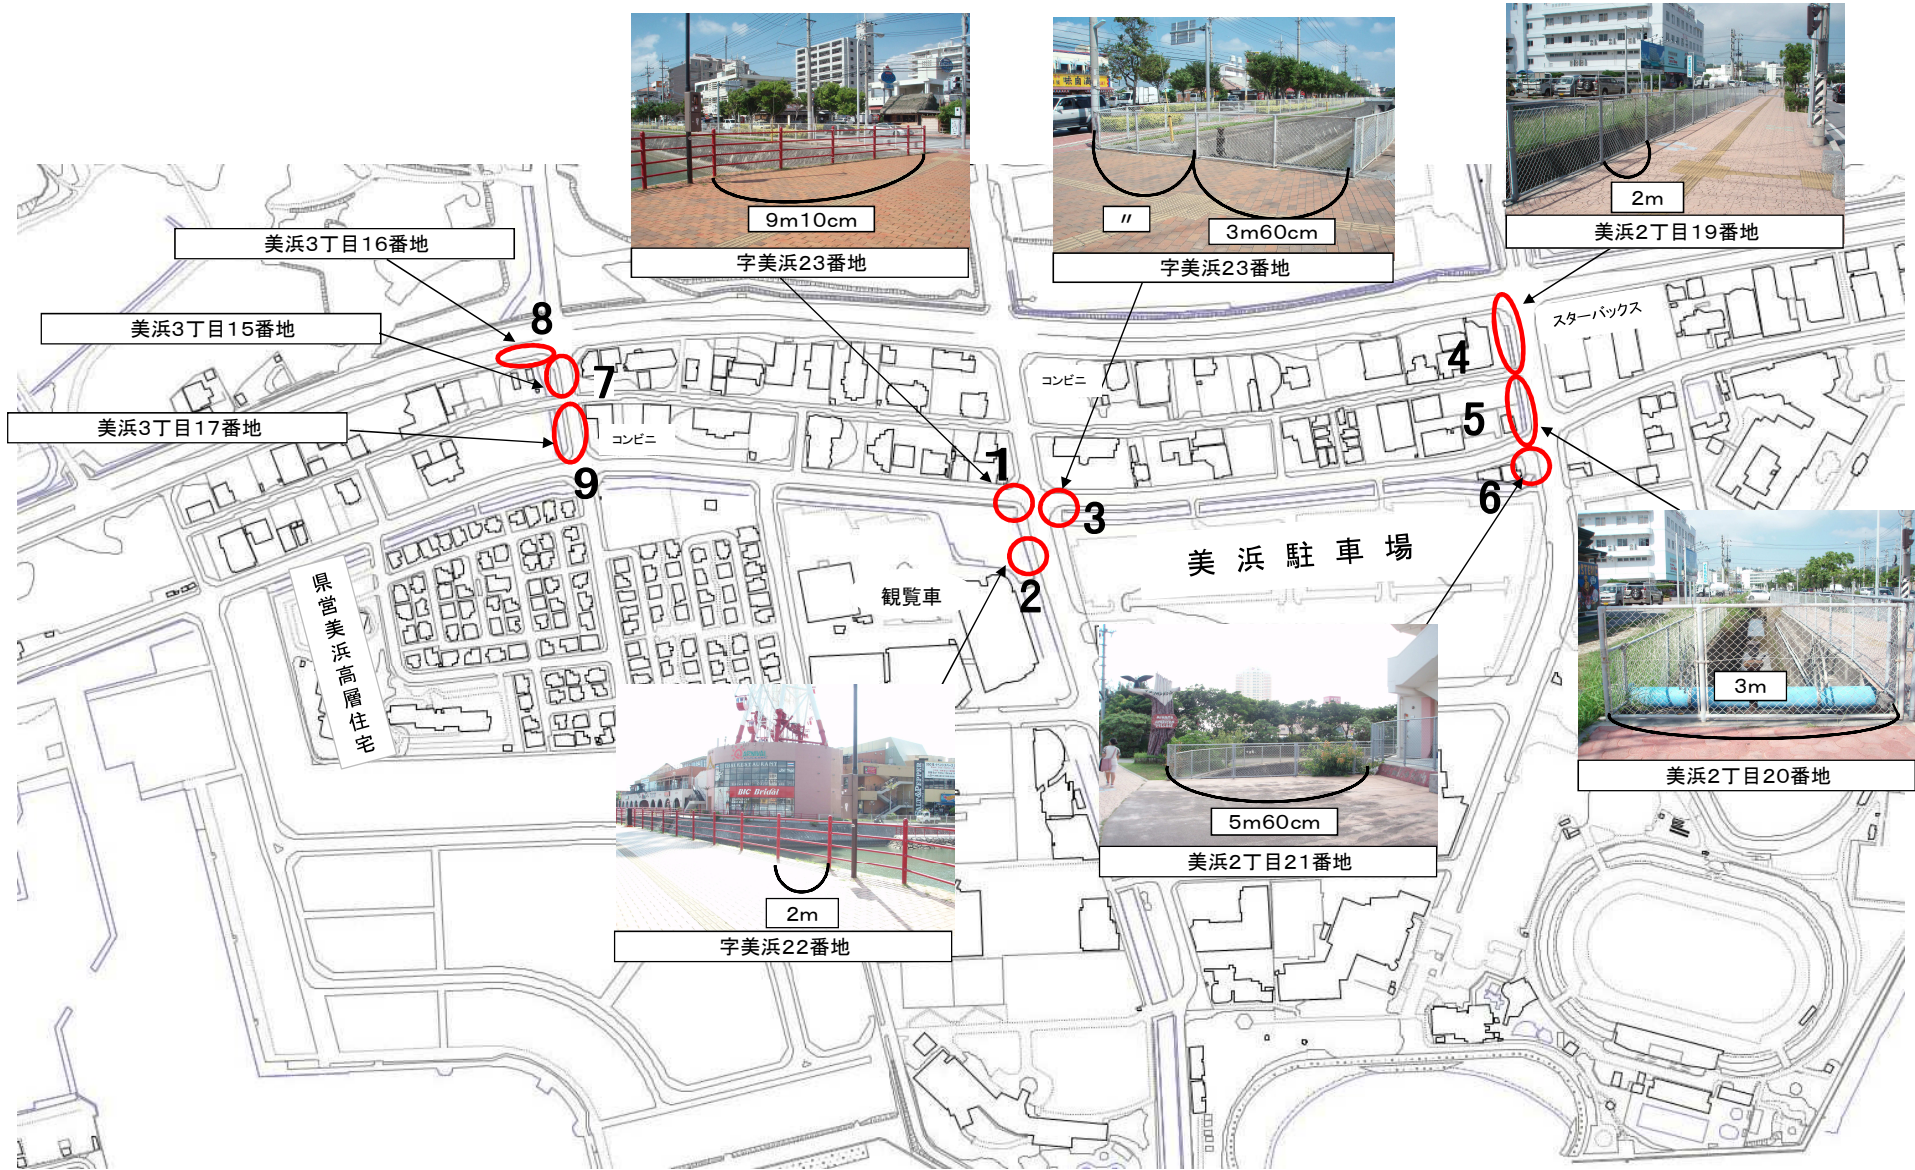 9m10cm
字美浜23番地
〃
3m60cm
字美浜23番地
2m
美浜2丁目19番地
美浜3丁目16番地
美浜3丁目15番地
美浜3丁目17番地
8
7
9
コンビニ
コンビニ
スターバックス
4
5
6
1
3
2
美浜駐車場
観覧車
県営美浜高層住宅
BIC Bridal
2m
字美浜22番地
5m60cm
美浜2丁目21番地
3m
美浜2丁目20番地